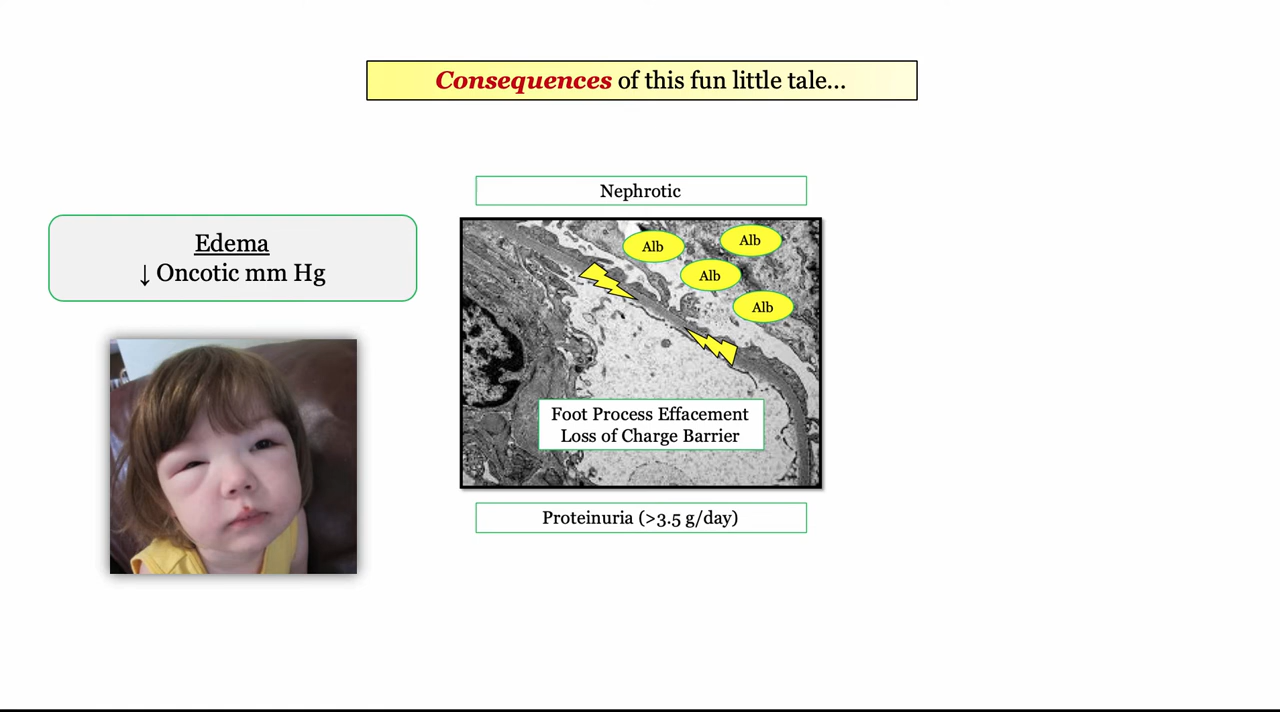 Consequences of this fun little tale...
Nephrotic
Edema
↓ Oncotic mm Hg
Alb
Alb
Alb
Alb
Foot Process Effacement
Loss of Charge Barrier
Proteinuria (>3.5 g/day)